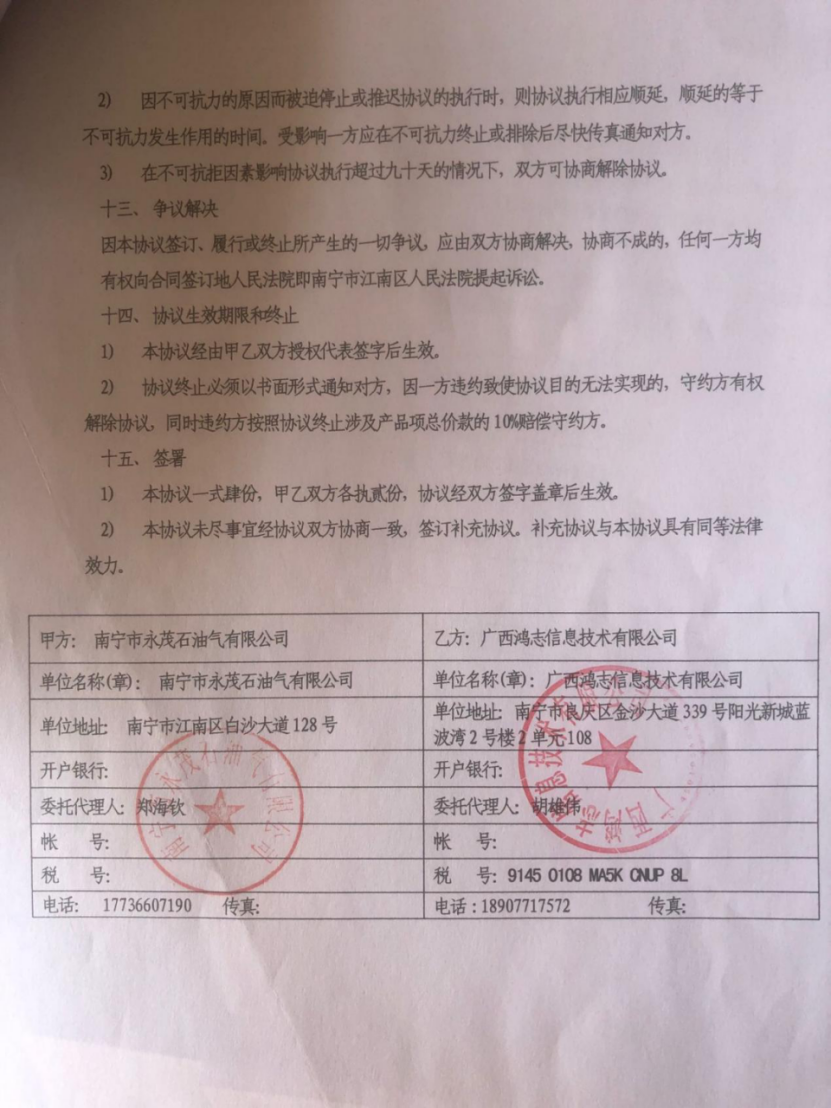 2) 因不可抗力的原因而被迫停止或推迟协议的执行时，则协议执行相应顺延，顺延的等于
不可抗力发生作用的时间。受影响一方应在不可抗力终止或排除后尽快传真通知对方。
3) 在不可抗拒因素影响协议执行超过九十天的情况下，双方可协商解除协议。
十三、争议解决
因本协议签订、履行或终止所产生的一切争议，应由双方协商解决，协商不成的，任何一方均
有权向合同签订地人民法院即南宁市江南区人民法院提起诉讼。
十四、协议生效期限和终止
1) 本协议经由甲乙双方授权代表签字后生效。
2) 协议终止必须以书面形式通知对方，因一方违约致使协议目的无法实现的，守约方有权
解除协议，同时违约方按照协议终止涉及产品项总价款的10%赔偿守约方。
十五、签署
1) 本协议一式肆份，甲乙双方各执贰份，协议经双方签字盖章后生效。
2) 本协议未尽事宜经协议双方协商一致，签订补充协议。补充协议与本协议具有同等法律
效力。
甲方：南宁市永茂石油气有限公司
乙方：广西鸿志信息技术有限公司
单位名称(章)：南宁市永茂石油气有限公司
单位名称(章)：广西鸿志信息技术有限公司
单位地址：南宁市江南区白沙大道128号
单位地址：南宁市良庆区金沙大道339号阳光新城蓝
波湾2号楼2单元108
开户银行：
开户银行：
委托代理人：郑海钦
委托代理人：胡雄伟
帐 号：
帐 号：
税 号：
税 号：9145 0108 MA5K CNUP 8L
电话：17736607190 传真：
电话：18907717572 传真：
南宁市永茂石油气有限公司